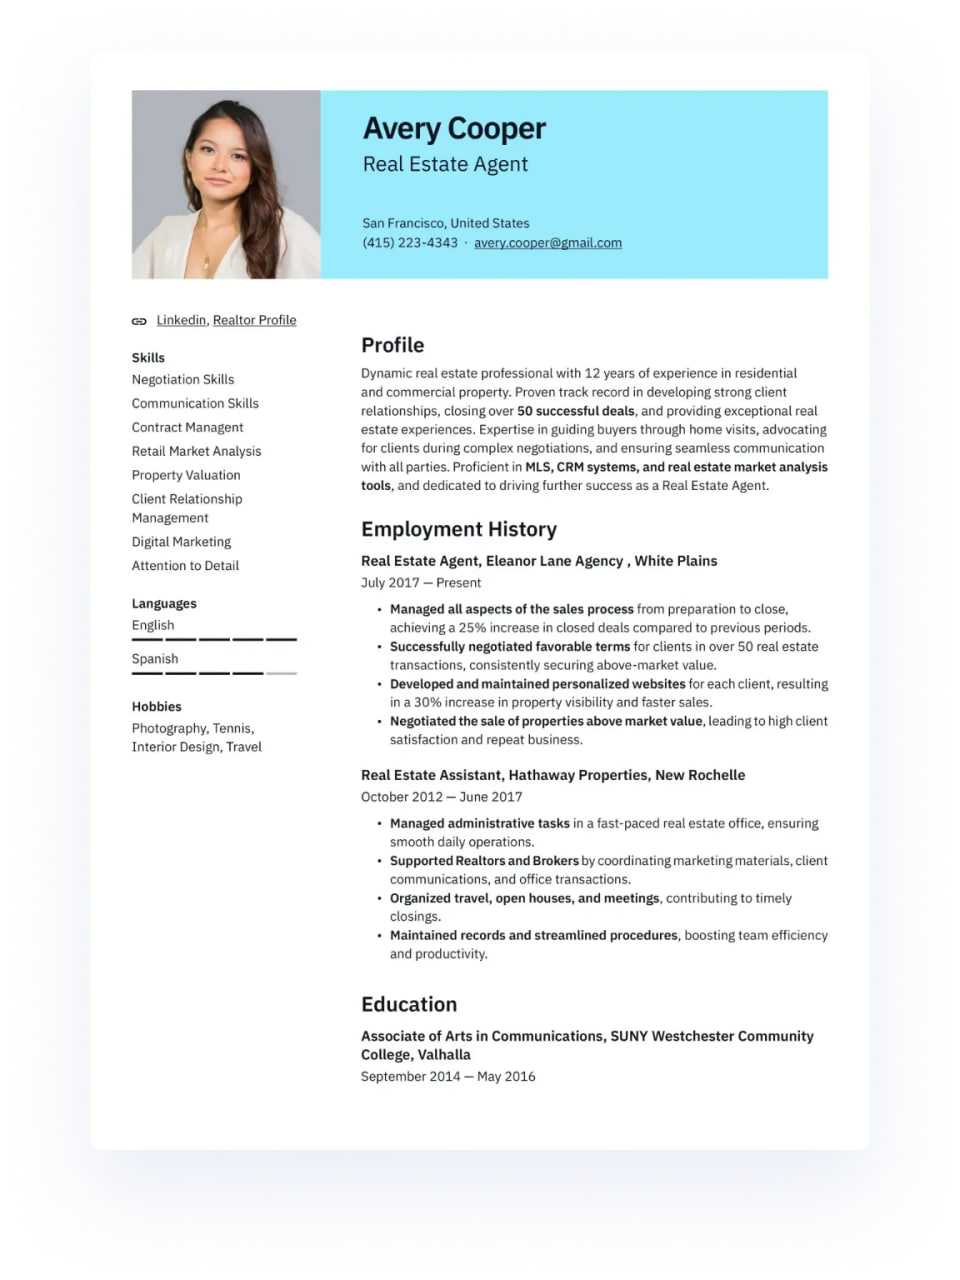 Avery Cooper
Real Estate Agent
San Francisco, United States
(415) 223-4343 · avery.cooper@gmail.com
Linkedin, Realtor Profile
Skills
Negotiation Skills
Communication Skills
Contract Managent
Retail Market Analysis
Property Valuation
Client Relationship
Management
Digital Marketing
Attention to Detail
Languages
English
Spanish
Hobbies
Photography, Tennis,
Interior Design, Travel
Profile
Dynamic real estate professional with 12 years of experience in residential
and commercial property. Proven track record in developing strong client
relationships, closing over 50 successful deals, and providing exceptional real
estate experiences. Expertise in guiding buyers through home visits, advocating
for clients during complex negotiations, and ensuring seamless communication
with all parties. Proficient in MLS, CRM systems, and real estate market analysis
tools, and dedicated to driving further success as a Real Estate Agent.
Employment History
Real Estate Agent, Eleanor Lane Agency , White Plains
July 2017 — Present
• Managed all aspects of the sales process from preparation to close,
achieving a 25% increase in closed deals compared to previous periods.
• Successfully negotiated favorable terms for clients in over 50 real estate
transactions, consistently securing above-market value.
• Developed and maintained personalized websites for each client, resulting
in a 30% increase in property visibility and faster sales.
• Negotiated the sale of properties above market value, leading to high client
satisfaction and repeat business.
Real Estate Assistant, Hathaway Properties, New Rochelle
October 2012 — June 2017
• Managed administrative tasks in a fast-paced real estate office, ensuring
smooth daily operations.
• Supported Realtors and Brokers by coordinating marketing materials, client
communications, and office transactions.
• Organized travel, open houses, and meetings, contributing to timely
closings.
• Maintained records and streamlined procedures, boosting team efficiency
and productivity.
Education
Associate of Arts in Communications, SUNY Westchester Community
College, Valhalla
September 2014 — May 2016